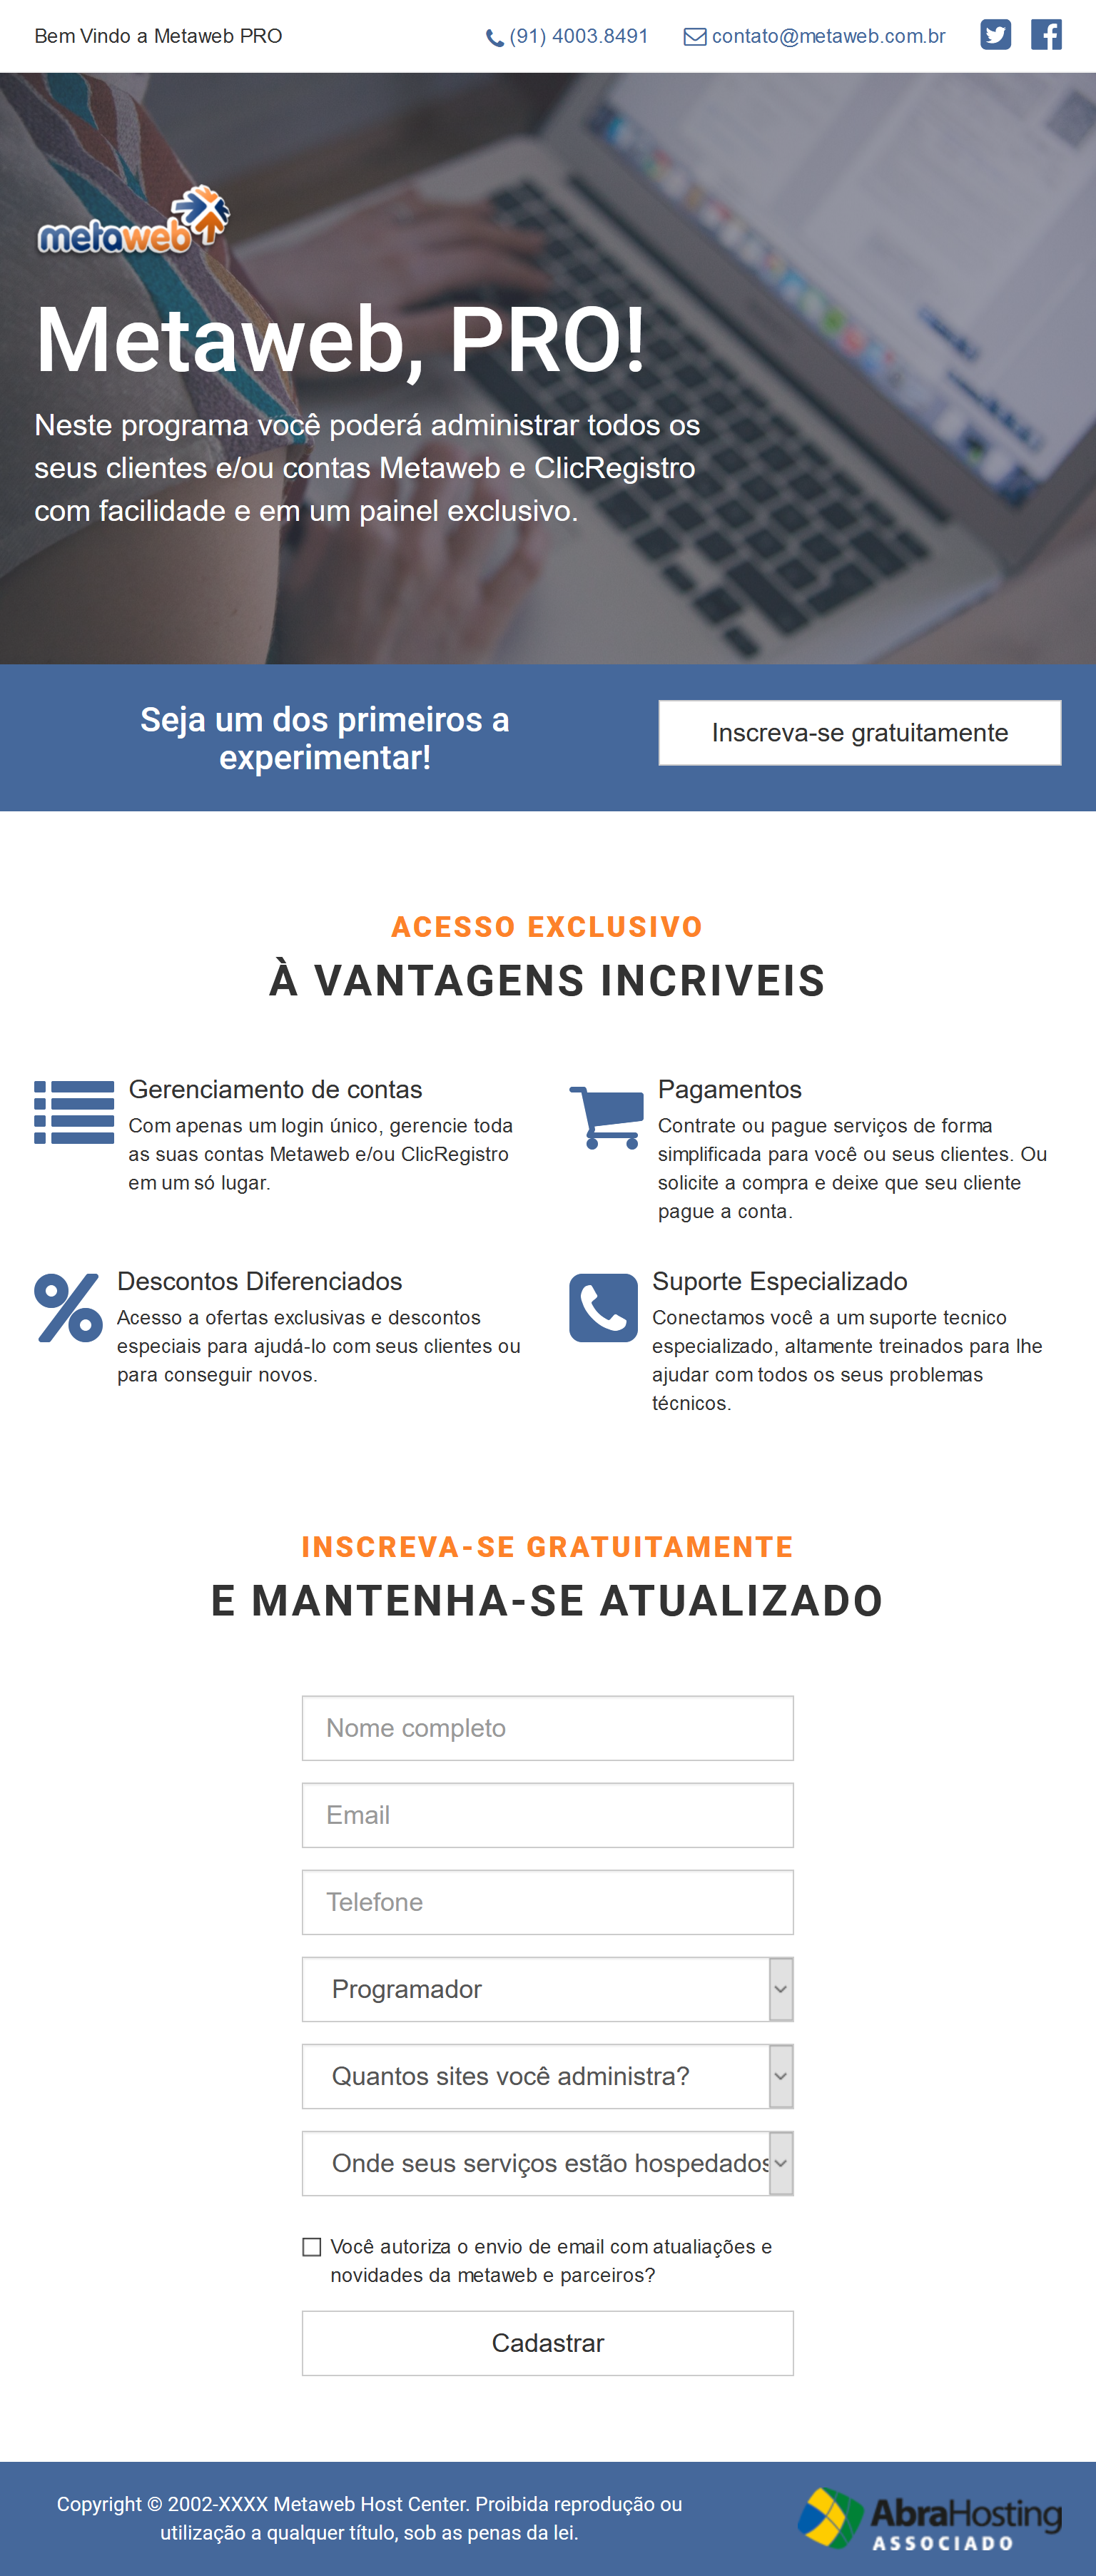 Bem Vindo a Metaweb PRO
(91) 4003.8491
contato@metaweb.com.br
metaweb
Metaweb, PRO!
Neste programa você poderá administrar todos os
seus clientes e/ou contas Metaweb e ClicRegistro
com facilidade e em um painel exclusivo.
Seja um dos primeiros a
experimentar!
Inscreva-se gratuitamente
ACESSO EXCLUSIVO
À VANTAGENS INCRIVEIS
Gerenciamento de contas
Com apenas um login único, gerencie toda
as suas contas Metaweb e/ou ClicRegistro
em um só lugar.
Pagamentos
Contrate ou pague serviços de forma
simplificada para você ou seus clientes. Ou
solicite a compra e deixe que seu cliente
pague a conta.
Descontos Diferenciados
Acesso a ofertas exclusivas e descontos
especiais para ajudá-lo com seus clientes ou
para conseguir novos.
Suporte Especializado
Conectamos você a um suporte tecnico
especializado, altamente treinados para lhe
ajudar com todos os seus problemas
técnicos.
INSCREVA-SE GRATUITAMENTE
E MANTENHA-SE ATUALIZADO
Nome completo
Email
Telefone
Programador
Quantos sites você administra?
Onde seus serviços estão hospedados
Você autoriza o envio de email com atualiações e
novidades da metaweb e parceiros?
Cadastrar
Copyright © 2002-XXXX Metaweb Host Center. Proibida reprodução ou
utilização a qualquer título, sob as penas da lei.
AbraHosting
ASSOCIADO